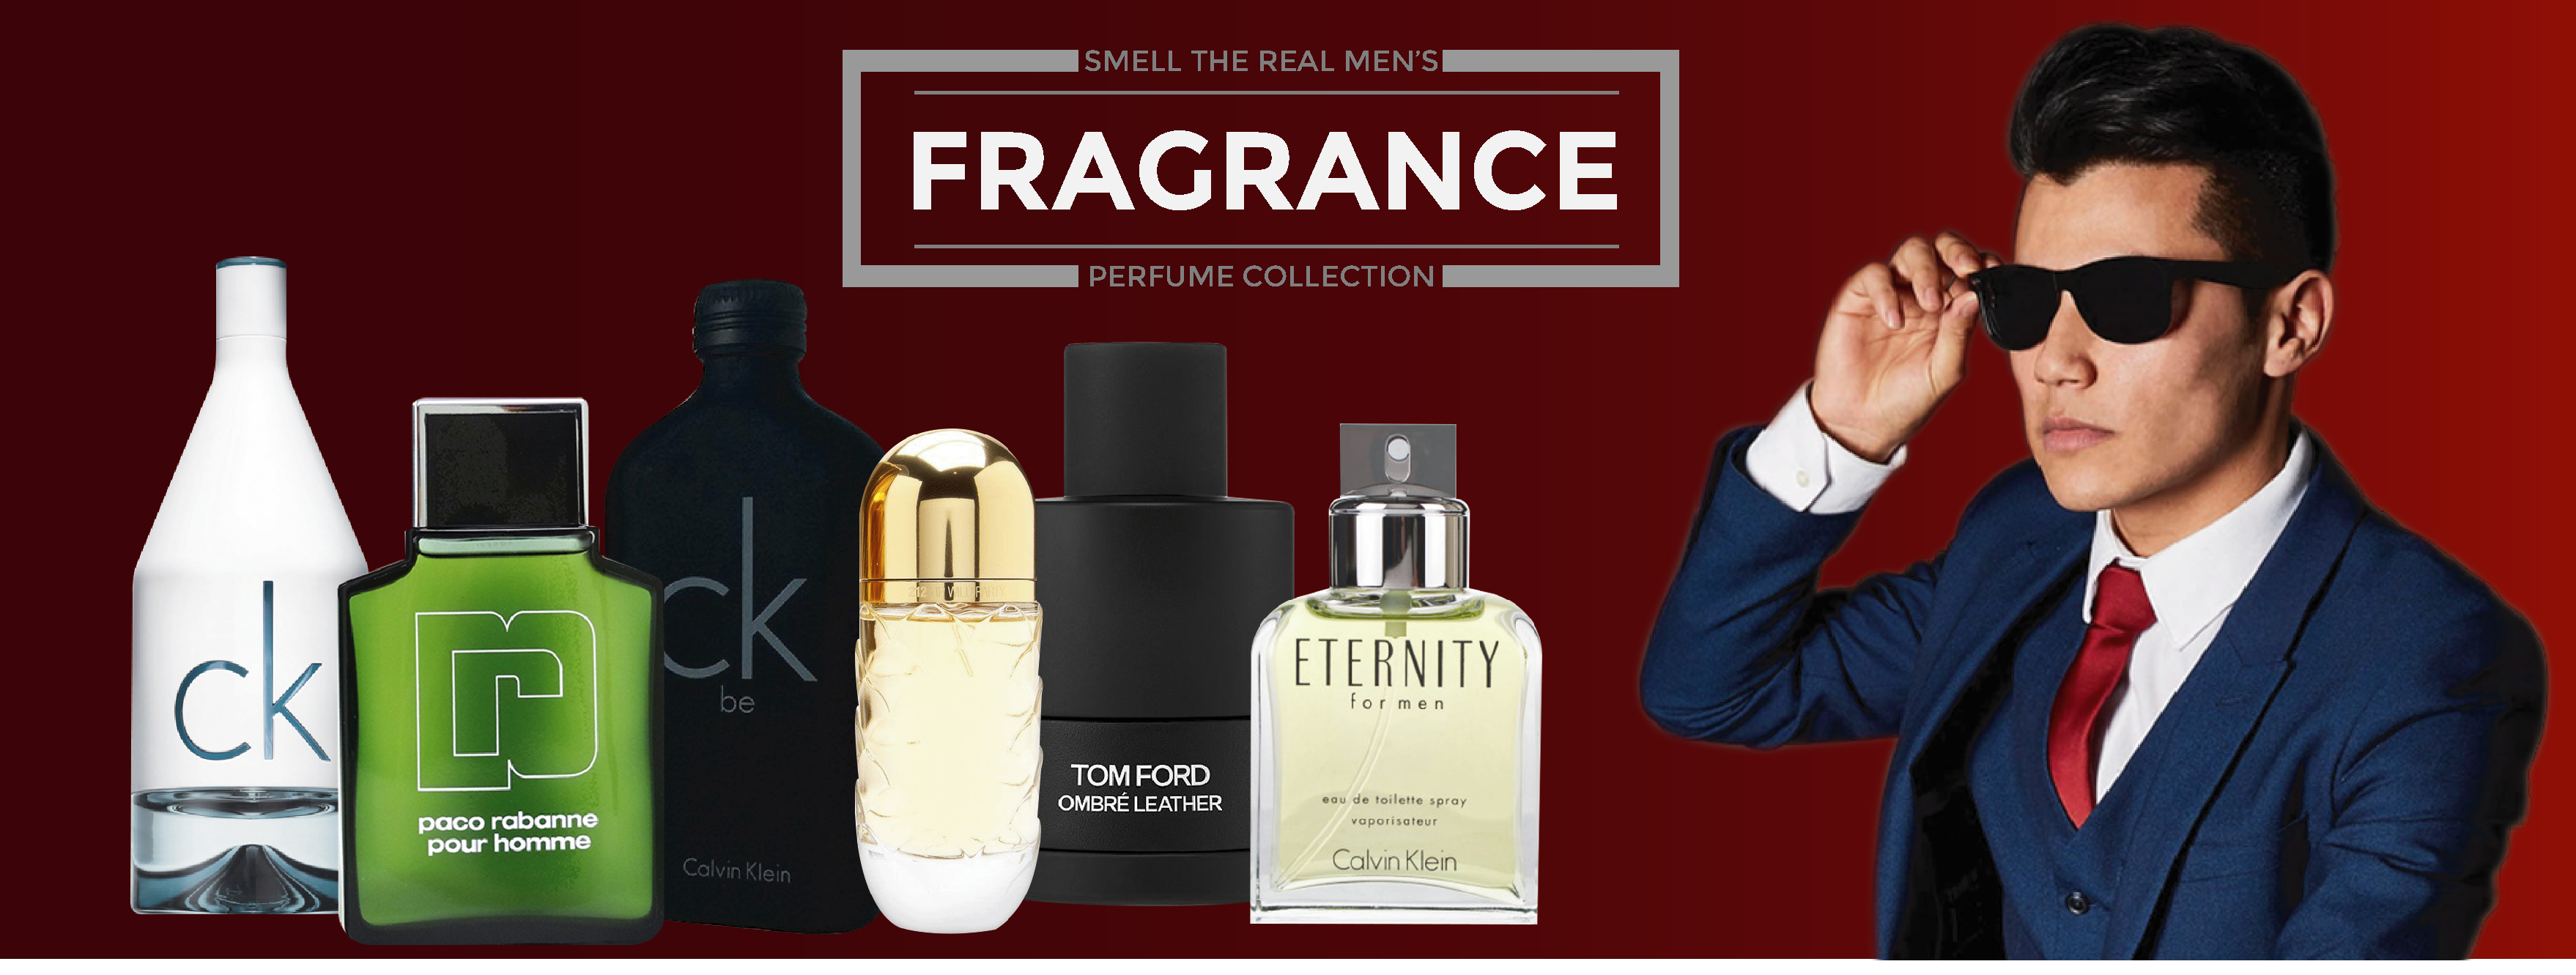 SMELL THE REAL MEN'S
FRAGRANCE
PERFUME COLLECTION
ck
paco rabanne
pour homme
ck
be
Calvin Klein
TOM FORD
OMBRÉ LEATHER
ETERNITY
for men
eau de toilette spray
vaporisateur
Calvin Klein